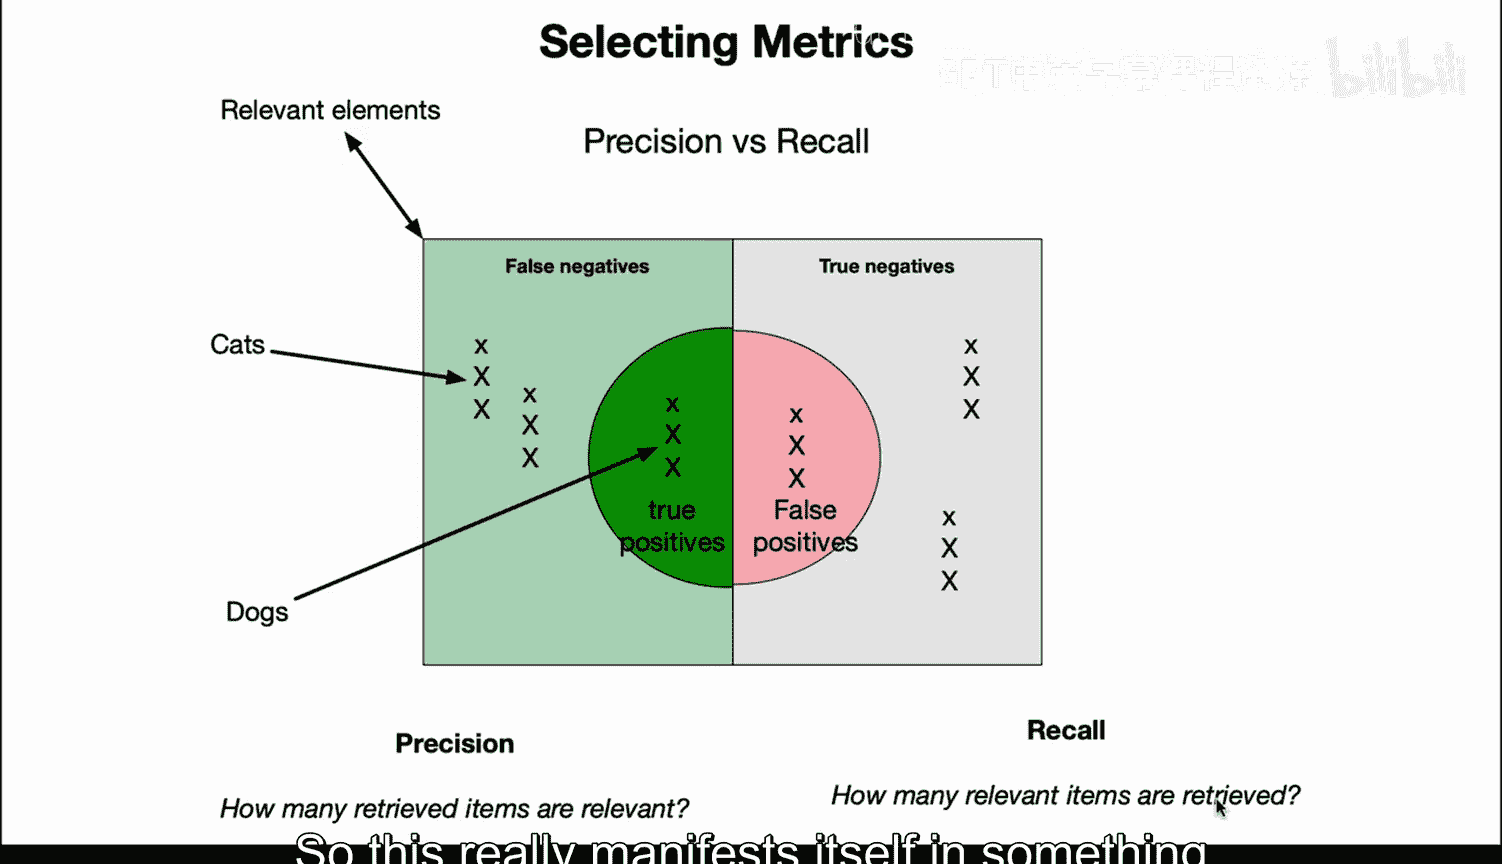 Selecting Metrics
bilibili
Relevant elements
Precision vs Recall
False negatives
True negatives
Cats
x
X
X
x
X
X
x
X
X
x
X
X
x
X
X
x
X
X
true
positives
False
positives
Dogs
Precision
Recall
How many retrieved items are relevant?
How many relevant items are retrieved?
So this really manifests itself in something